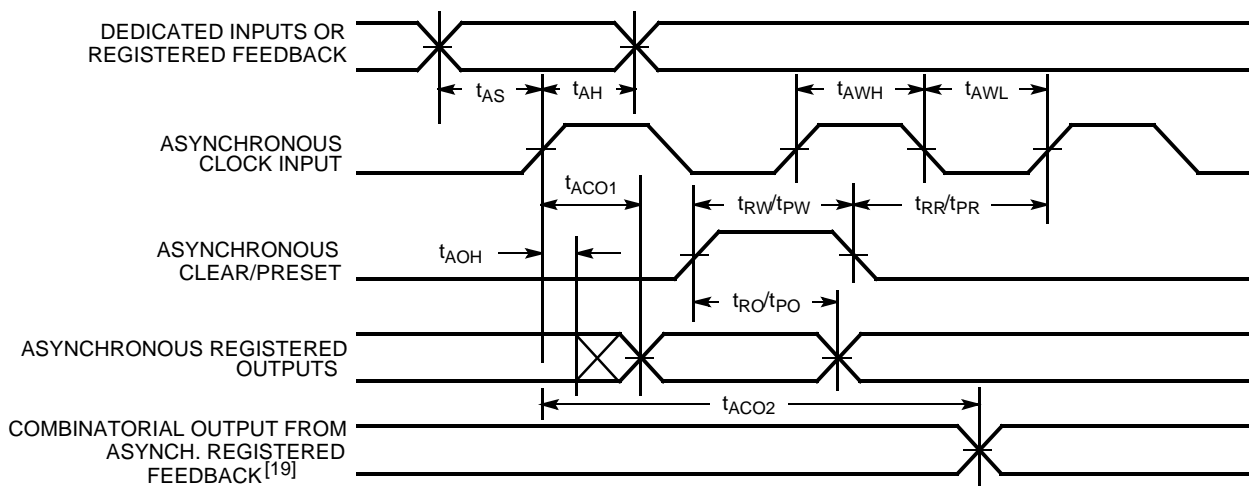 DEDICATED INPUTS OR
REGISTERED FEEDBACK
tAS
tAH
tAWH
tAWL
ASYNCHRONOUS
CLOCK INPUT
tACO1
tRW/tPW
tRR/tPR
ASYNCHRONOUS
CLEAR/PRESET
tAOH
tRO/tPO
ASYNCHRONOUS REGISTERED
OUTPUTS
tACO2
COMBINATORIAL OUTPUT FROM
ASYNCH. REGISTERED
FEEDBACK[19]